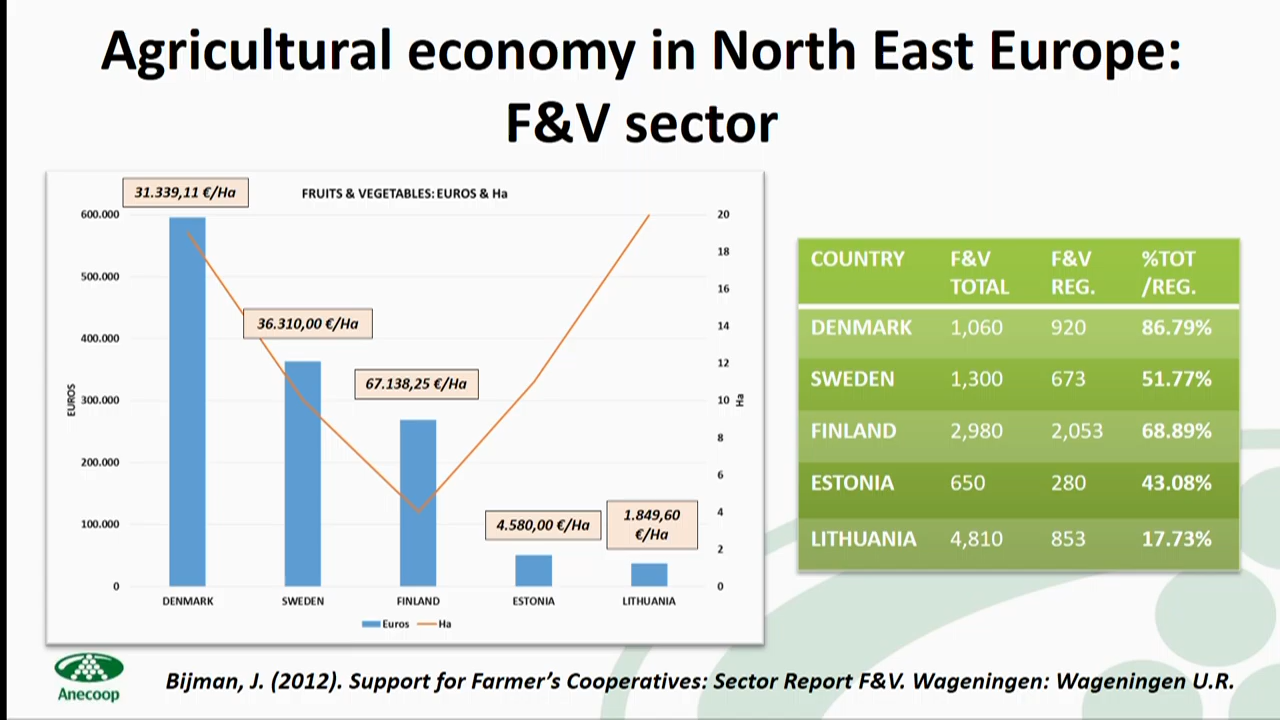 Agricultural economy in North East Europe:
F&V sector
31.339,11 €/Ha
FRUITS & VEGETABLES: EUROS & Ha
600.000
500.000
400.000
300.000
200.000
100.000
0
EUROS
36.310,00 €/Ha
67.138,25 €/Ha
4.580,00 €/Ha
1.849,60
€/Ha
20
18
16
14
12
10
8
6
4
2
0
Ha
DENMARK SWEDEN FINLAND ESTONIA LITHUANIA
Euros Ha
COUNTRY F&V TOTAL F&V REG. %TOT /REG.
DENMARK 1,060 920 86.79%
SWEDEN 1,300 673 51.77%
FINLAND 2,980 2,053 68.89%
ESTONIA 650 280 43.08%
LITHUANIA 4,810 853 17.73%
Anecoop
Bijman, J. (2012). Support for Farmer's Cooperatives: Sector Report F&V. Wageningen: Wageningen U.R.